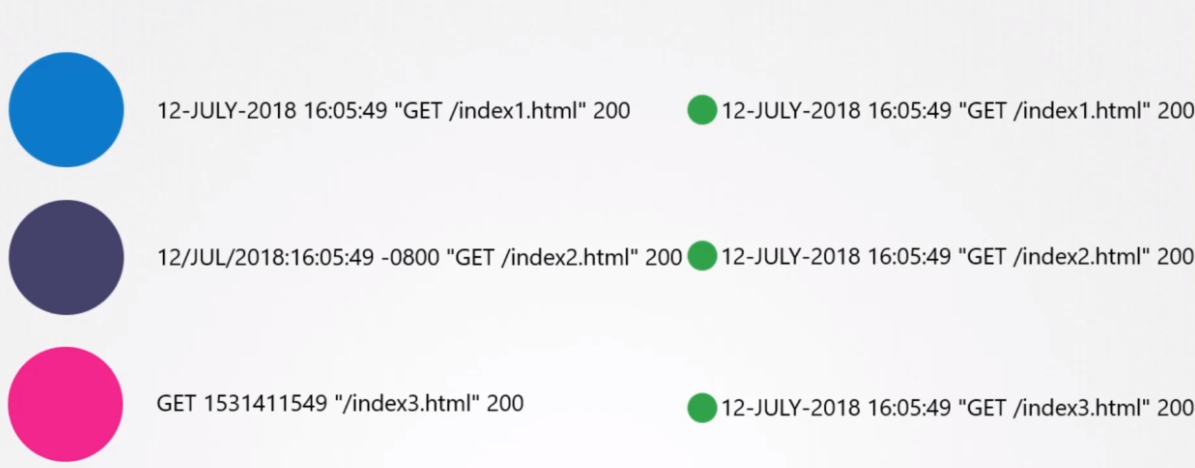 12-JULY-2018 16:05:49 "GET /index1.html" 200
12-JULY-2018 16:05:49 "GET /index1.html" 200
12/JUL/2018:16:05:49 -0800 "GET /index2.html" 200
12-JULY-2018 16:05:49 "GET /index2.html" 200
GET 1531411549 "/index3.html" 200
12-JULY-2018 16:05:49 "GET /index3.html" 200